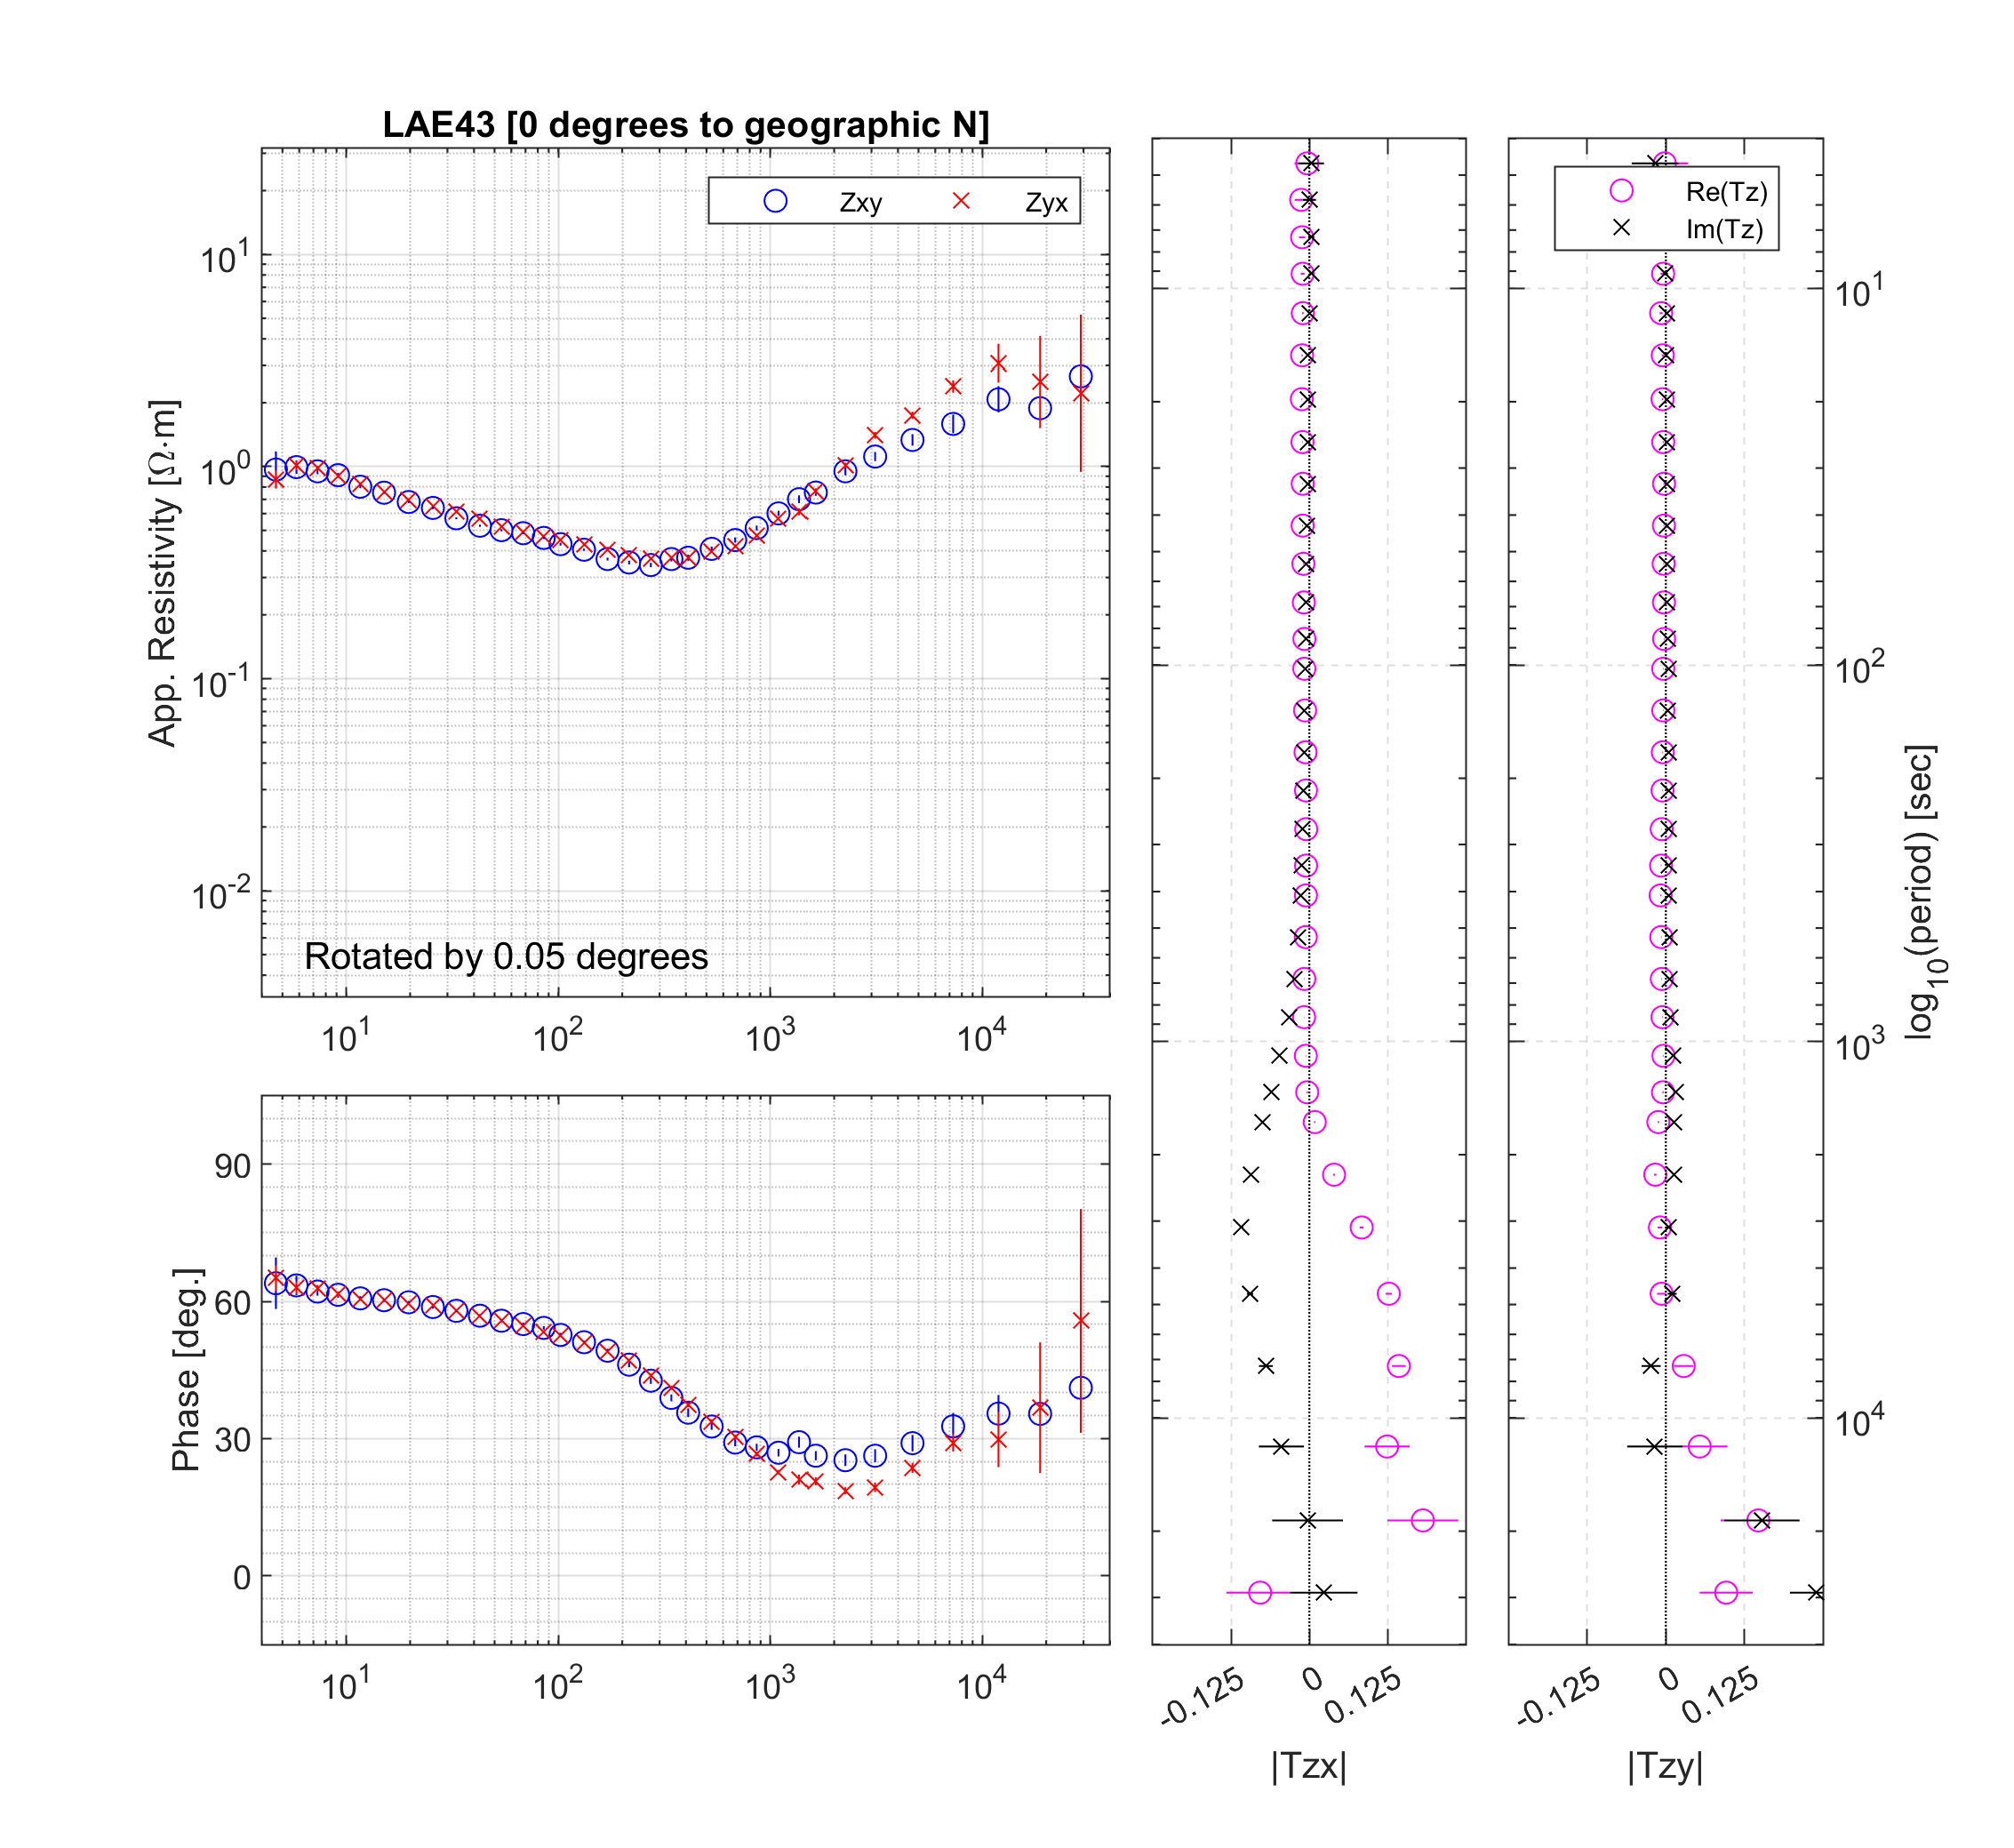 LAE43 [0 degrees to geographic N]
Zxy Zyx
App. Resistivity [Ω·m]
10^1
10^0
10^-1
10^-2
Rotated by 0.05 degrees
10^1 10^2 10^3 10^4
Phase [deg.]
90
60
30
0
10^1 10^2 10^3 10^4
-0.125 0 0.125
|Tzx|
Re(Tz)
Im(Tz)
-0.125 0 0.125
|Tzy|
10^1
10^2
10^3
10^4
log10(period) [sec]